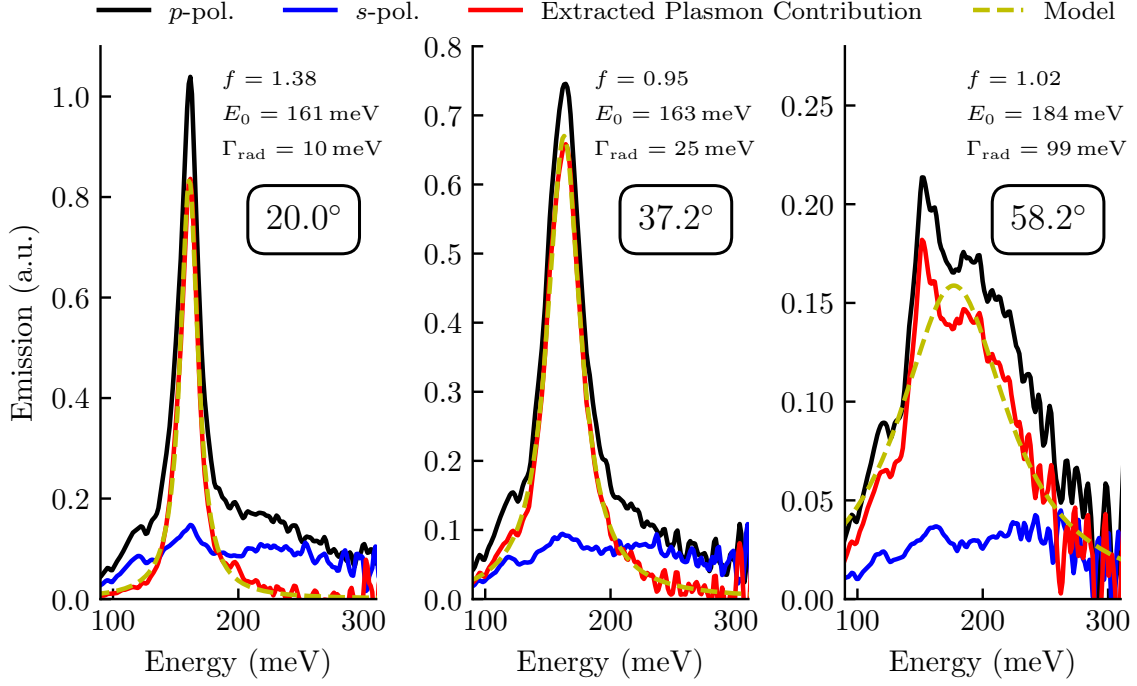 p-pol. s-pol. Extracted Plasmon Contribution Model
Emission (a.u.)
1.0
0.8
0.6
0.4
0.2
0.0
f = 1.38
E₀ = 161 meV
Γrad = 10 meV
20.0°
100 200 300
Energy (meV)
0.8
0.7
0.6
0.5
0.4
0.3
0.2
0.1
0.0
f = 0.95
E₀ = 163 meV
Γrad = 25 meV
37.2°
100 200 300
Energy (meV)
0.25
0.20
0.15
0.10
0.05
0.00
f = 1.02
E₀ = 184 meV
Γrad = 99 meV
58.2°
100 200 300
Energy (meV)